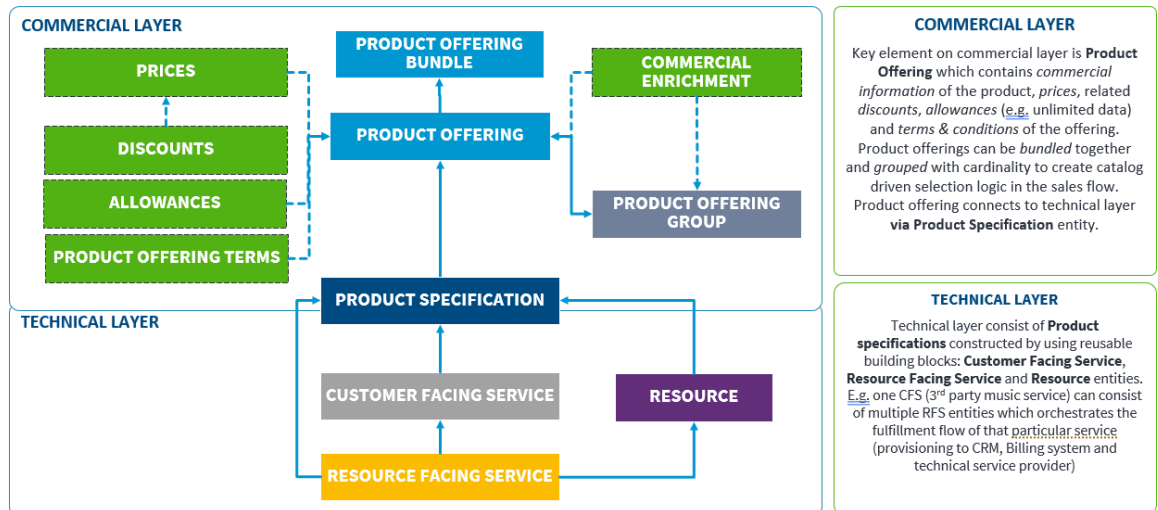 COMMERCIAL LAYER
PRICES
DISCOUNTS
ALLOWANCES
PRODUCT OFFERING TERMS
PRODUCT OFFERING
BUNDLE
PRODUCT OFFERING
COMMERCIAL
ENRICHMENT
PRODUCT OFFERING
GROUP
PRODUCT SPECIFICATION
TECHNICAL LAYER
CUSTOMER FACING SERVICE
RESOURCE
RESOURCE FACING SERVICE
COMMERCIAL LAYER
Key element on commercial layer is Product
Offering which contains commercial
information of the product, prices, related
discounts, allowances (e.g. unlimited data)
and terms & conditions of the offering.
Product offerings can be bundled together
and grouped with cardinality to create catalog
driven selection logic in the sales flow.
Product offering connects to technical layer
via Product Specification entity.
TECHNICAL LAYER
Technical layer consist of Product
specifications constructed by using reusable
building blocks: Customer Facing Service,
Resource Facing Service and Resource entities.
E.g. one CFS (3rd party music service) can consist
of multiple RFS entities which orchestrates the
fulfillment flow of that particular service
(provisioning to CRM, Billing system and
technical service provider)